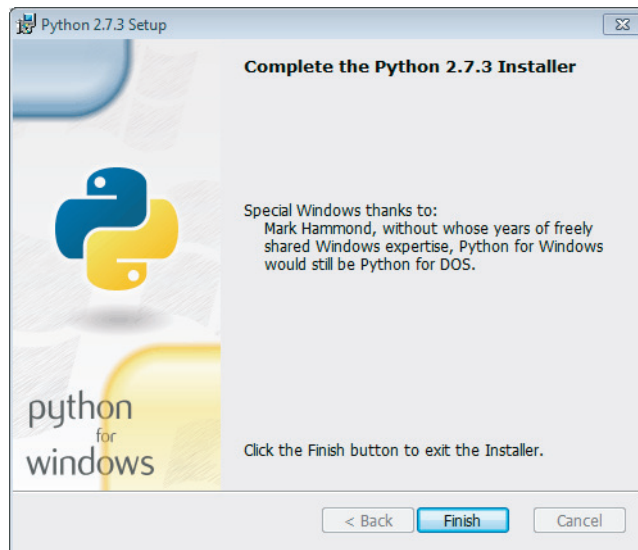 Python 2.7.3 Setup
Complete the Python 2.7.3 Installer
Special Windows thanks to:
Mark Hammond, without whose years of freely
shared Windows expertise, Python for Windows
would still be Python for DOS.
python
for
windows
Click the Finish button to exit the Installer.
< Back
Finish
Cancel